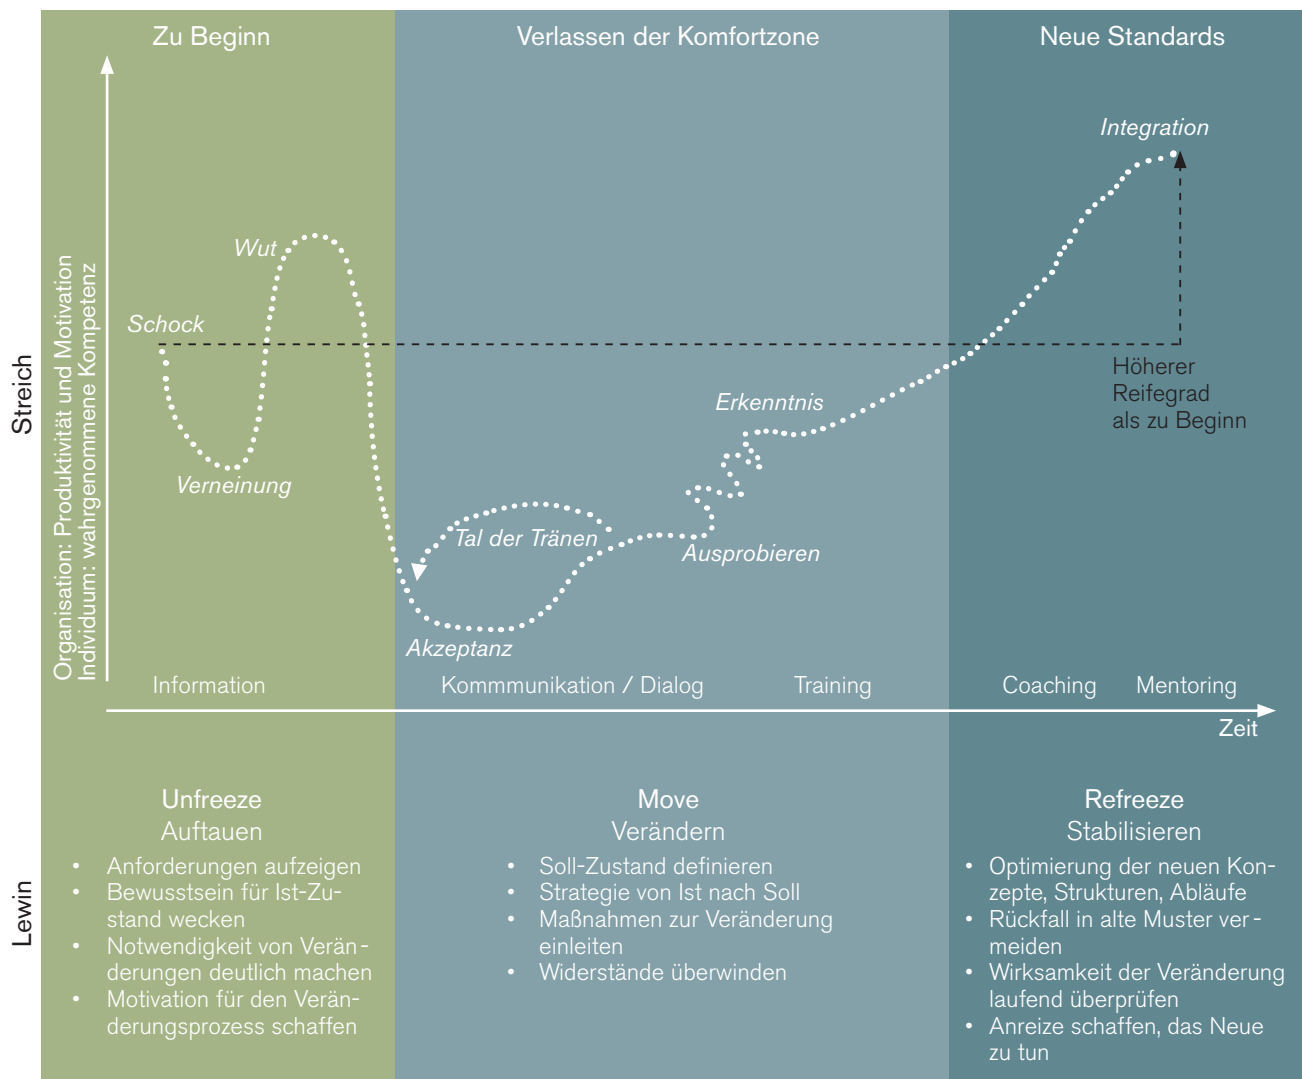 Zu Beginn
Verlassen der Komfortzone
Neue Standards
Streich
Organisation: Produktivität und Motivation
Individuum: wahrgenommene Kompetenz
Integration
Wut
Schock
Höherer
Reifegrad
als zu Beginn
Erkenntnis
Verneinung
Tal der Tränen
Ausprobieren
Akzeptanz
Information
Kommmunikation / Dialog
Training
Coaching
Mentoring
Zeit
Lewin
Unfreeze
Auftauen
• Anforderungen aufzeigen
• Bewusstsein für Ist-Zu-
stand wecken
• Notwendigkeit von Verän-
derungen deutlich machen
• Motivation für den Verän-
derungsprozess schaffen
Move
Verändern
• Soll-Zustand definieren
• Strategie von Ist nach Soll
• Maßnahmen zur Veränderung
einleiten
• Widerstände überwinden
Refreeze
Stabilisieren
• Optimierung der neuen Kon-
zepte, Strukturen, Abläufe
• Rückfall in alte Muster ver-
meiden
• Wirksamkeit der Veränderung
laufend überprüfen
• Anreize schaffen, das Neue
zu tun